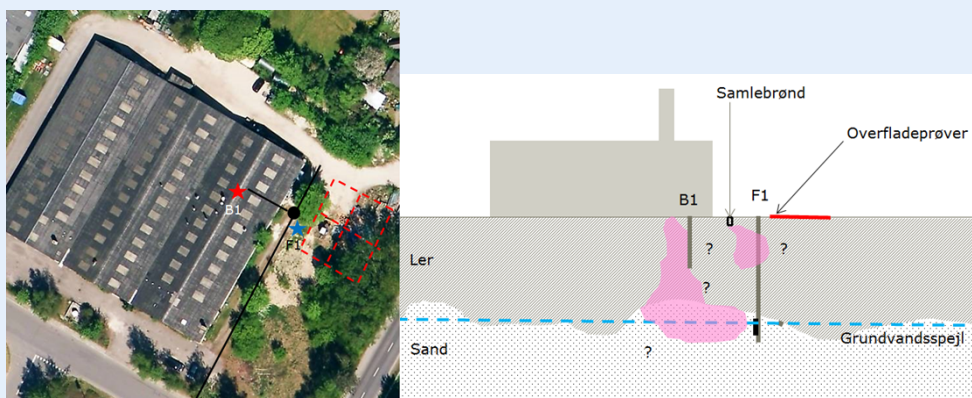 B1
F1
Samlebrønd
Overfladeprøver
B1
F1
?
?
Ler
?
Grundvandsspejl
Sand
?